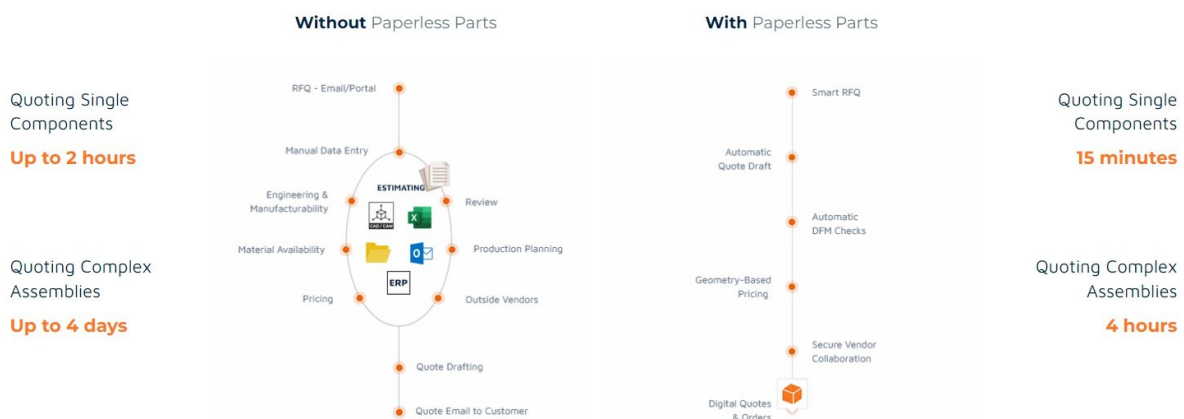 Without Paperless Parts
With Paperless Parts
Quoting Single
Components
Up to 2 hours
Quoting Complex
Assemblies
Up to 4 days
RFQ - Email/Portal
Manual Data Entry
ESTIMATING
Engineering &
Manufacturability
CAD / CAM
X
Review
Material Availability
O
Production Planning
ERP
Pricing
Outside Vendors
Quote Drafting
Quote Email to Customer
Smart RFQ
Automatic
Quote Draft
Automatic
DFM Checks
Geometry-Based
Pricing
Secure Vendor
Collaboration
Digital Quotes
& Orders
Quoting Single
Components
15 minutes
Quoting Complex
Assemblies
4 hours